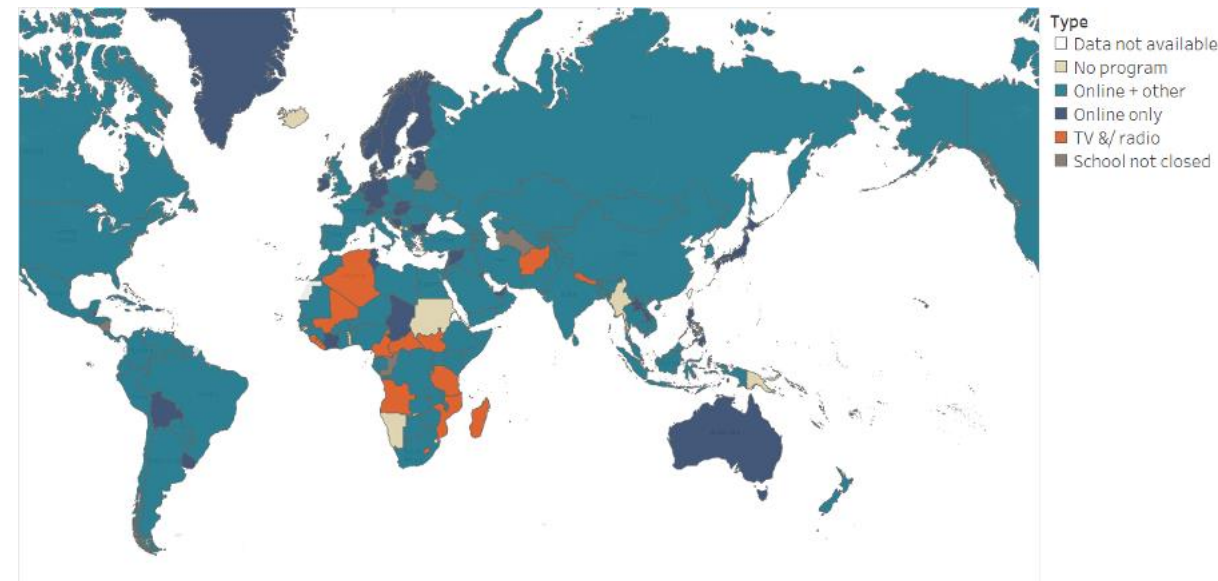 Type
Data not available
No program
Online + other
Online only
TV &/ radio
School not closed